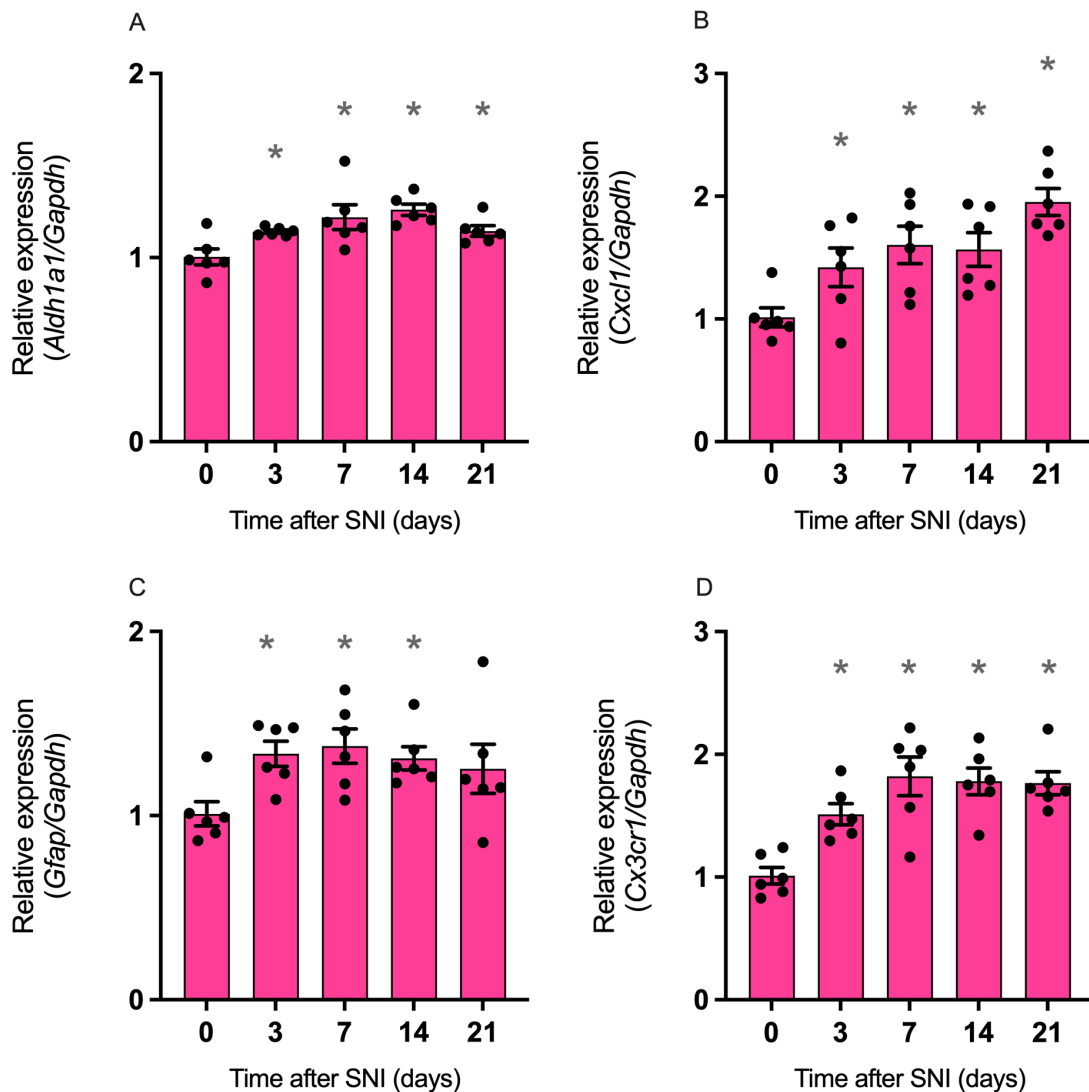 A
Relative expression
(Aldh1a1/Gapdh)
2
1
0
* * * *
0 3 7 14 21
Time after SNI (days)
B
Relative expression
(Cxcl1/Gapdh)
3
2
1
0
* * * *
0 3 7 14 21
Time after SNI (days)
C
Relative expression
(Gfap/Gapdh)
2
1
0
* * *
0 3 7 14 21
Time after SNI (days)
D
Relative expression
(Cx3cr1/Gapdh)
3
2
1
0
* * * *
0 3 7 14 21
Time after SNI (days)